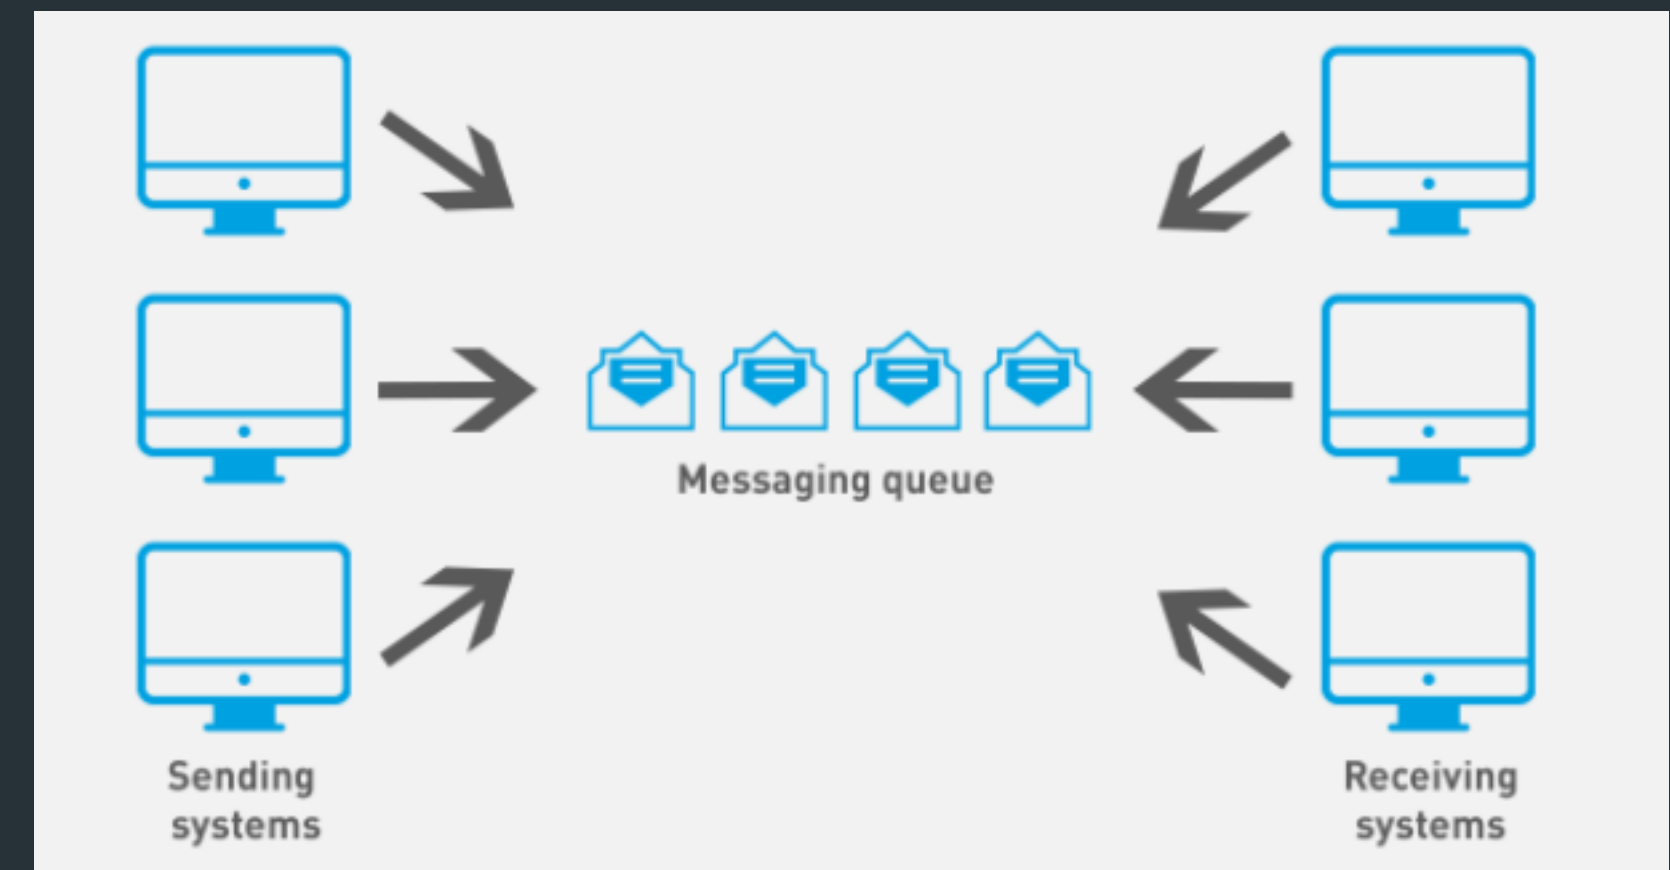 Messaging queue
Sending
systems
Receiving
systems